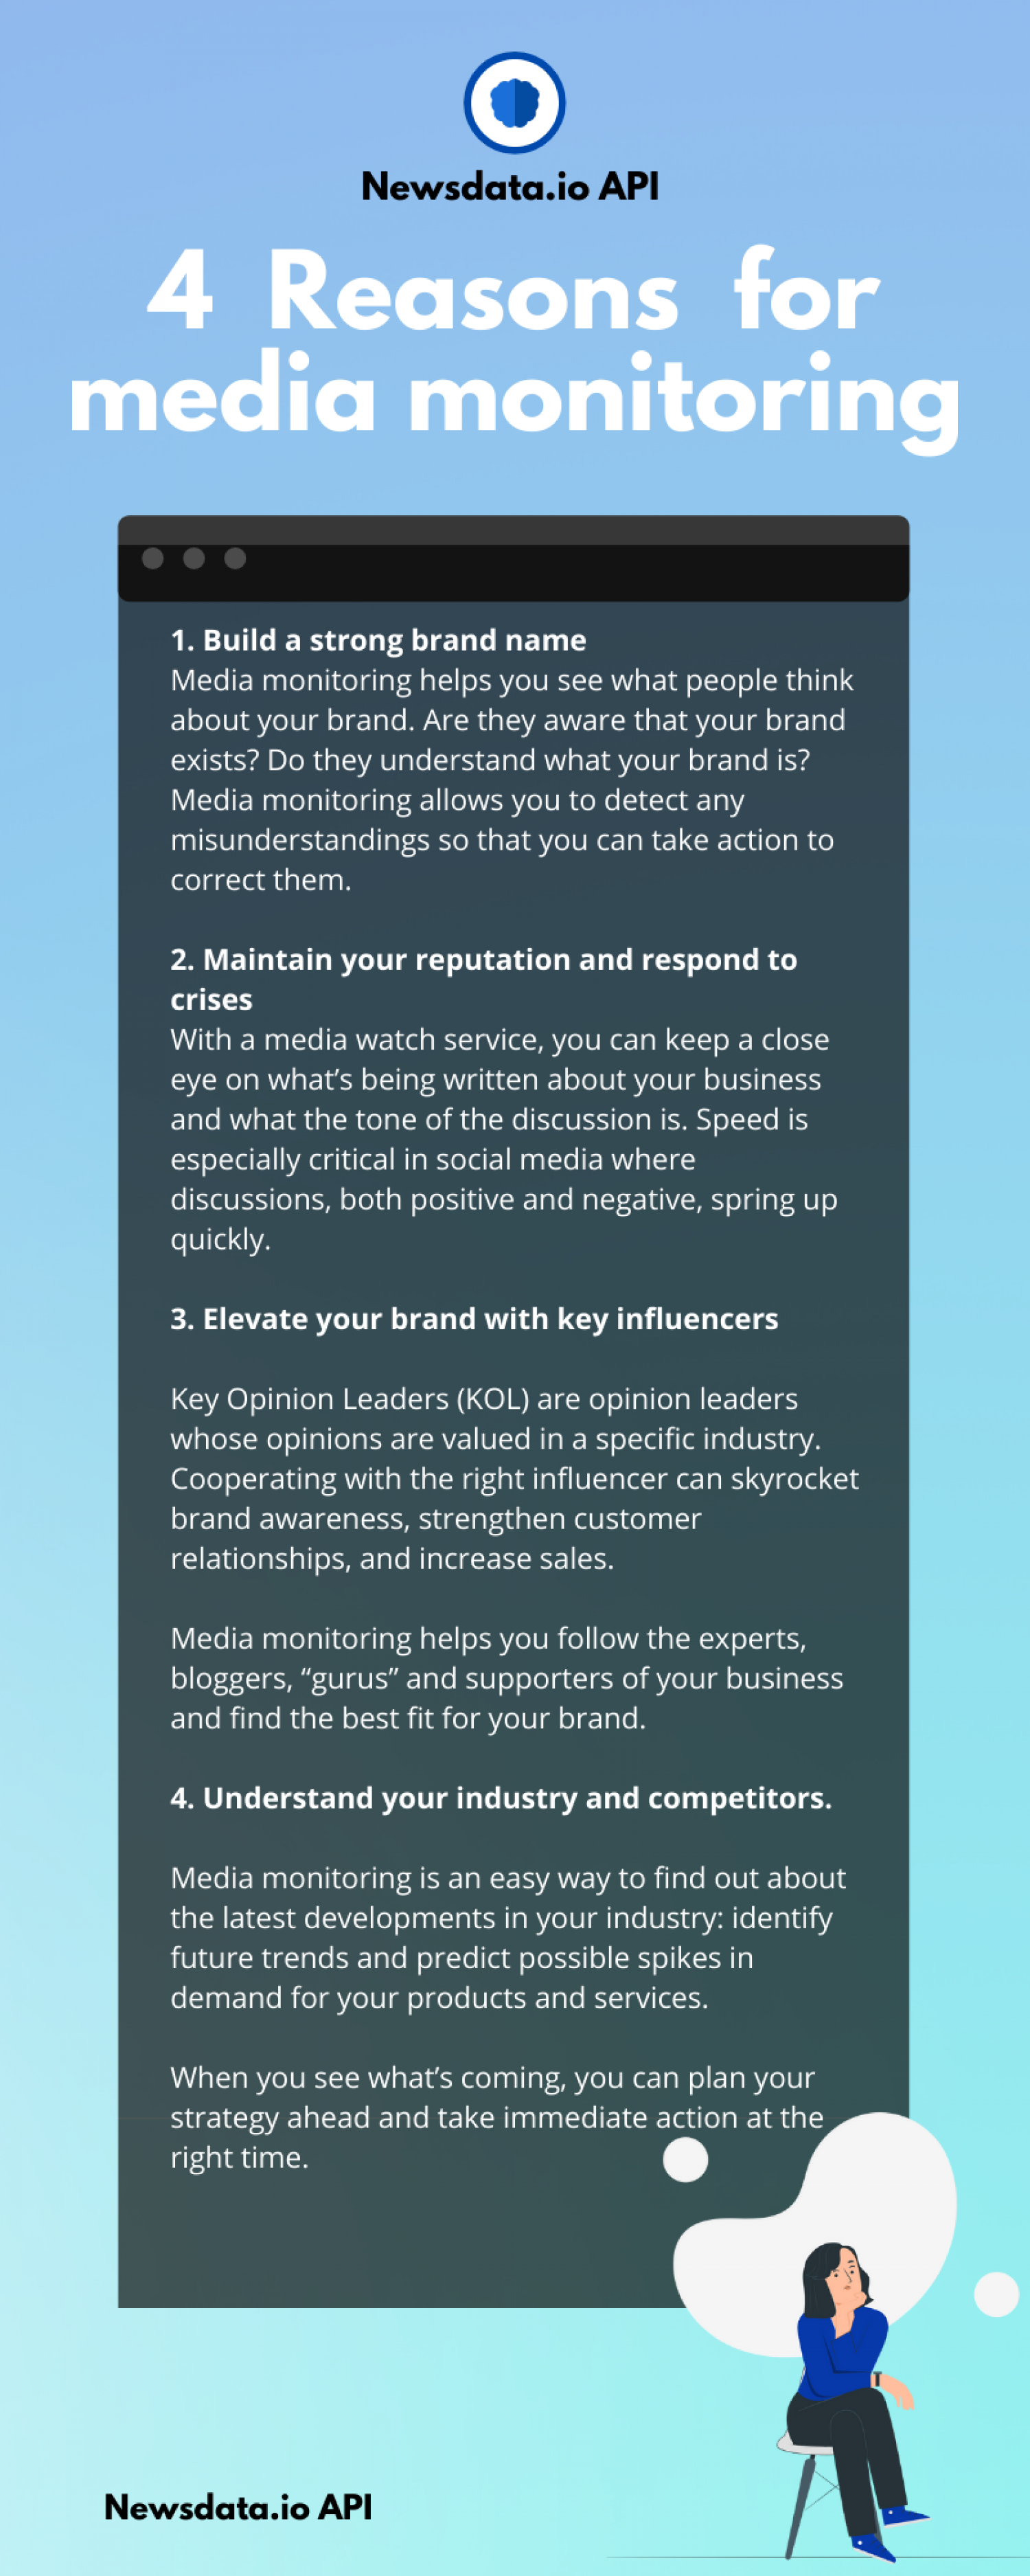 Newsdata.io API
4 Reasons for
media monitoring
1. Build a strong brand name
Media monitoring helps you see what people think
about your brand. Are they aware that your brand
exists? Do they understand what your brand is?
Media monitoring allows you to detect any
misunderstandings so that you can take action to
correct them.
2. Maintain your reputation and respond to
crises
With a media watch service, you can keep a close
eye on what’s being written about your business
and what the tone of the discussion is. Speed is
especially critical in social media where
discussions, both positive and negative, spring up
quickly.
3. Elevate your brand with key influencers
Key Opinion Leaders (KOL) are opinion leaders
whose opinions are valued in a specific industry.
Cooperating with the right influencer can skyrocket
brand awareness, strengthen customer
relationships, and increase sales.
Media monitoring helps you follow the experts,
bloggers, “gurus” and supporters of your business
and find the best fit for your brand.
4. Understand your industry and competitors.
Media monitoring is an easy way to find out about
the latest developments in your industry: identify
future trends and predict possible spikes in
demand for your products and services.
When you see what’s coming, you can plan your
strategy ahead and take immediate action at the
right time.
Newsdata.io API